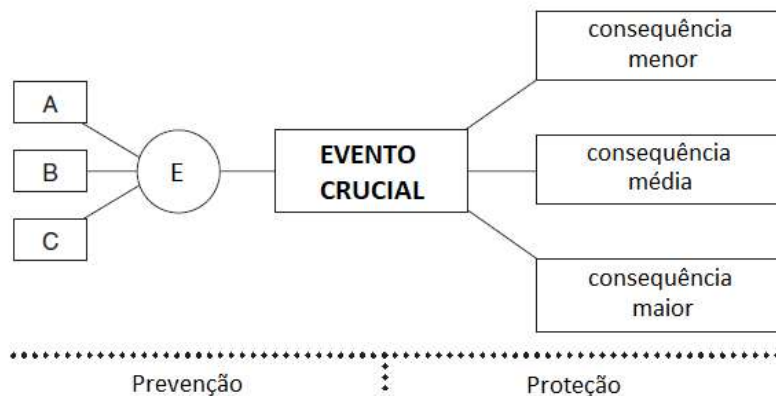 consequência
menor
A
B
C
E
EVENTO
CRUCIAL
consequência
média
consequência
maior
Prevenção
Proteção